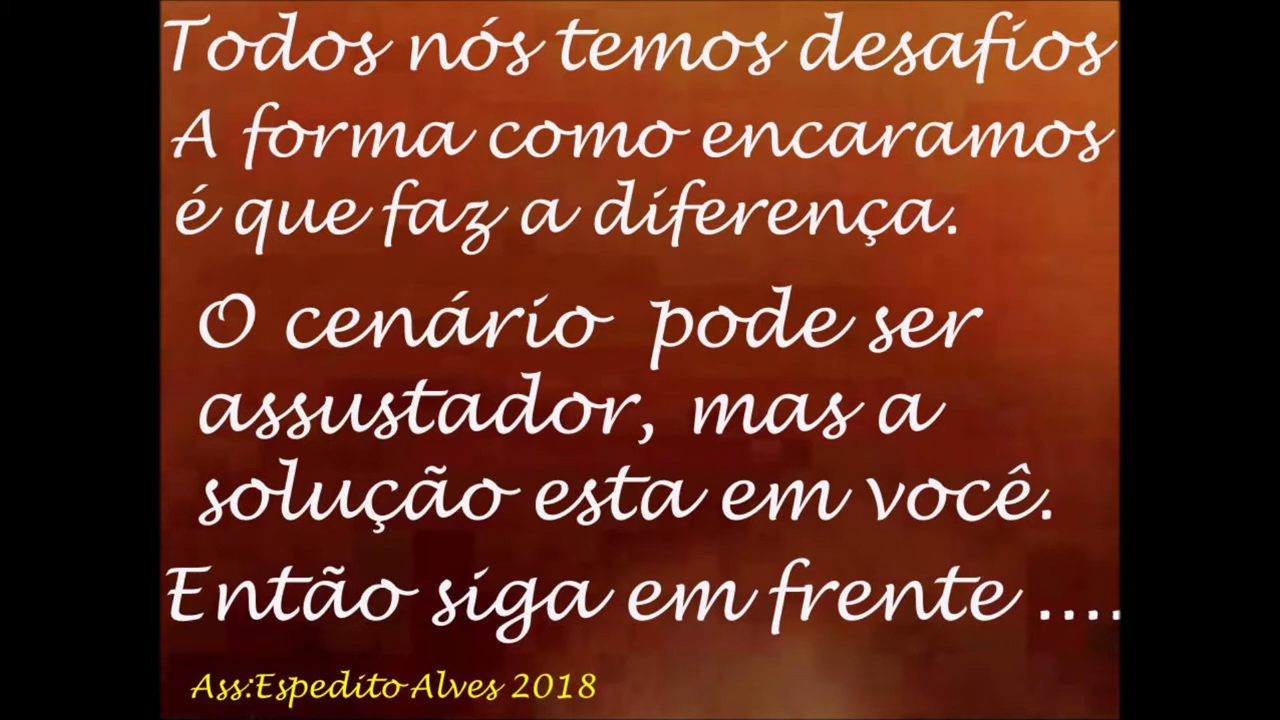 Todos nós temos desafios
A forma como encaramos
é que faz a diferença.
O cenário pode ser
assustador, mas a
solução esta em você.
Então siga em frente ....
Ass:Espedito Alves 2018